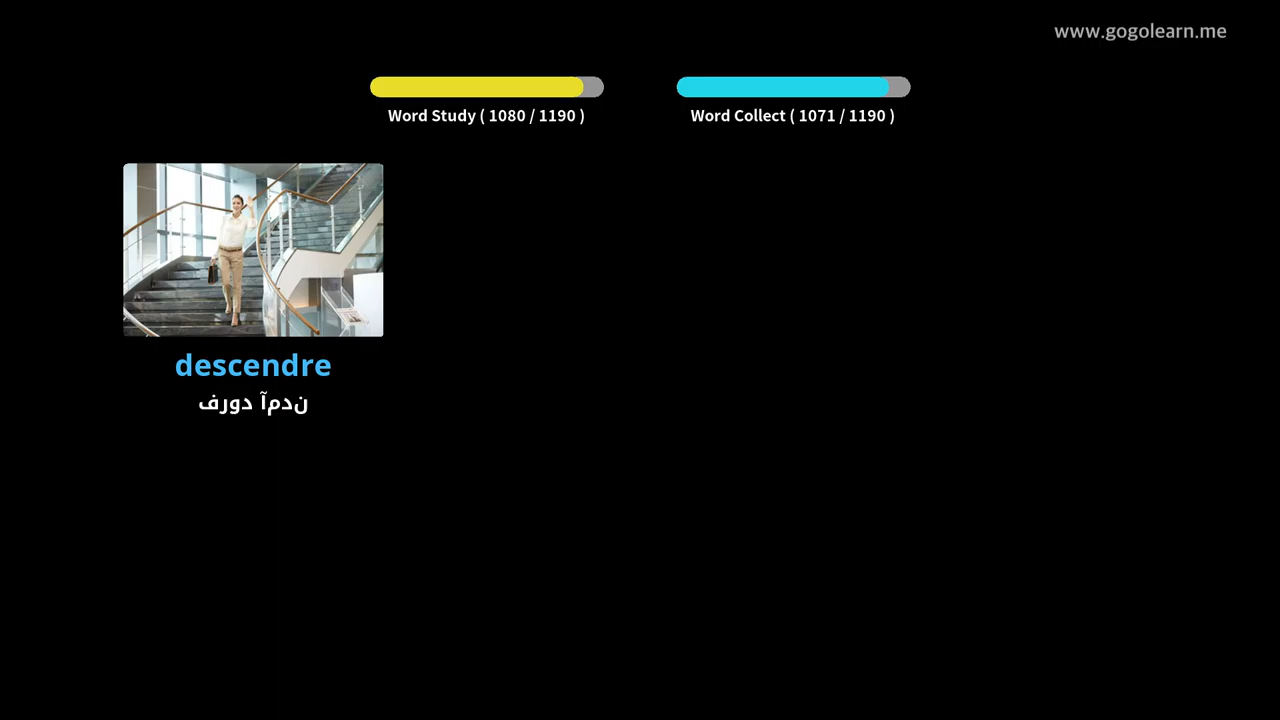 www.gogolearn.me
Word Study ( 1080 / 1190 )
Word Collect ( 1071 / 1190 )
descendre
فرود آمدن